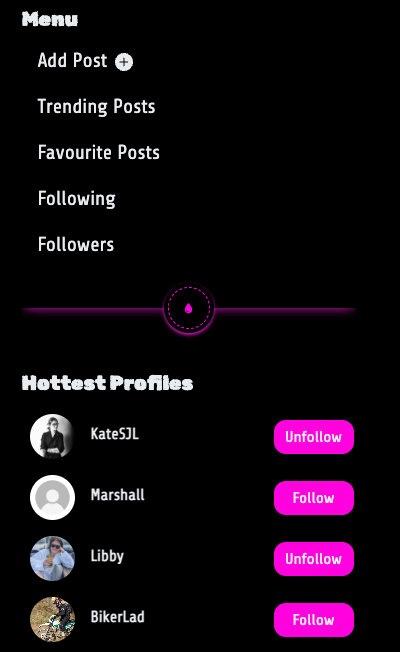 Menu
Add Post
Trending Posts
Favourite Posts
Following
Followers
Hottest Profiles
KateSJL
Unfollow
Marshall
Follow
Libby
Unfollow
BikerLad
Follow